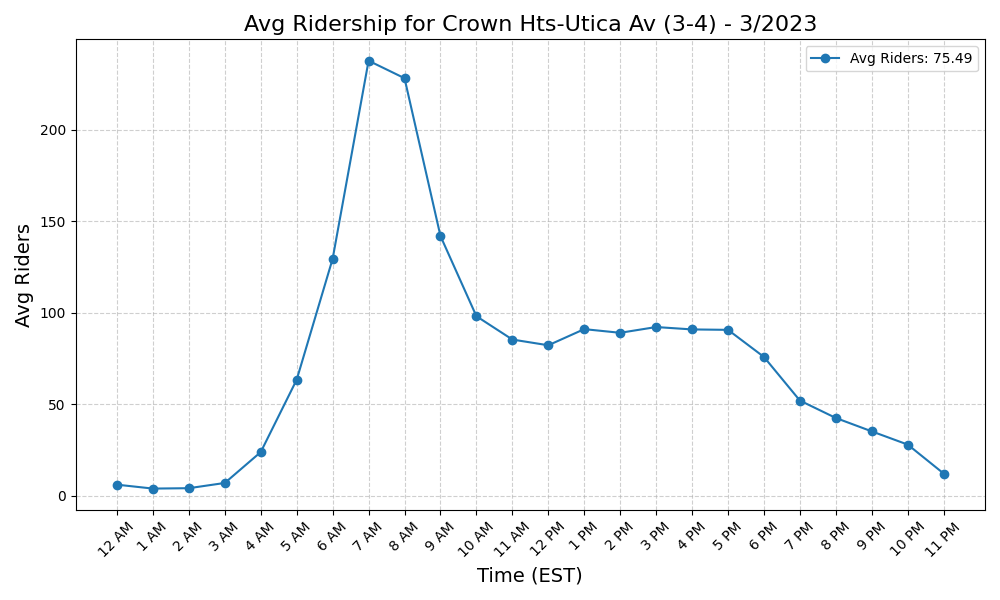 Avg Ridership for Crown Hts-Utica Av (3-4) - 3/2023
Avg Riders: 75.49
Avg Riders
200
150
100
50
0
12 AM
1 AM
2 AM
3 AM
4 AM
5 AM
6 AM
7 AM
8 AM
9 AM
10 AM
11 AM
12 PM
1 PM
2 PM
3 PM
4 PM
5 PM
6 PM
7 PM
8 PM
9 PM
10 PM
11 PM
Time (EST)